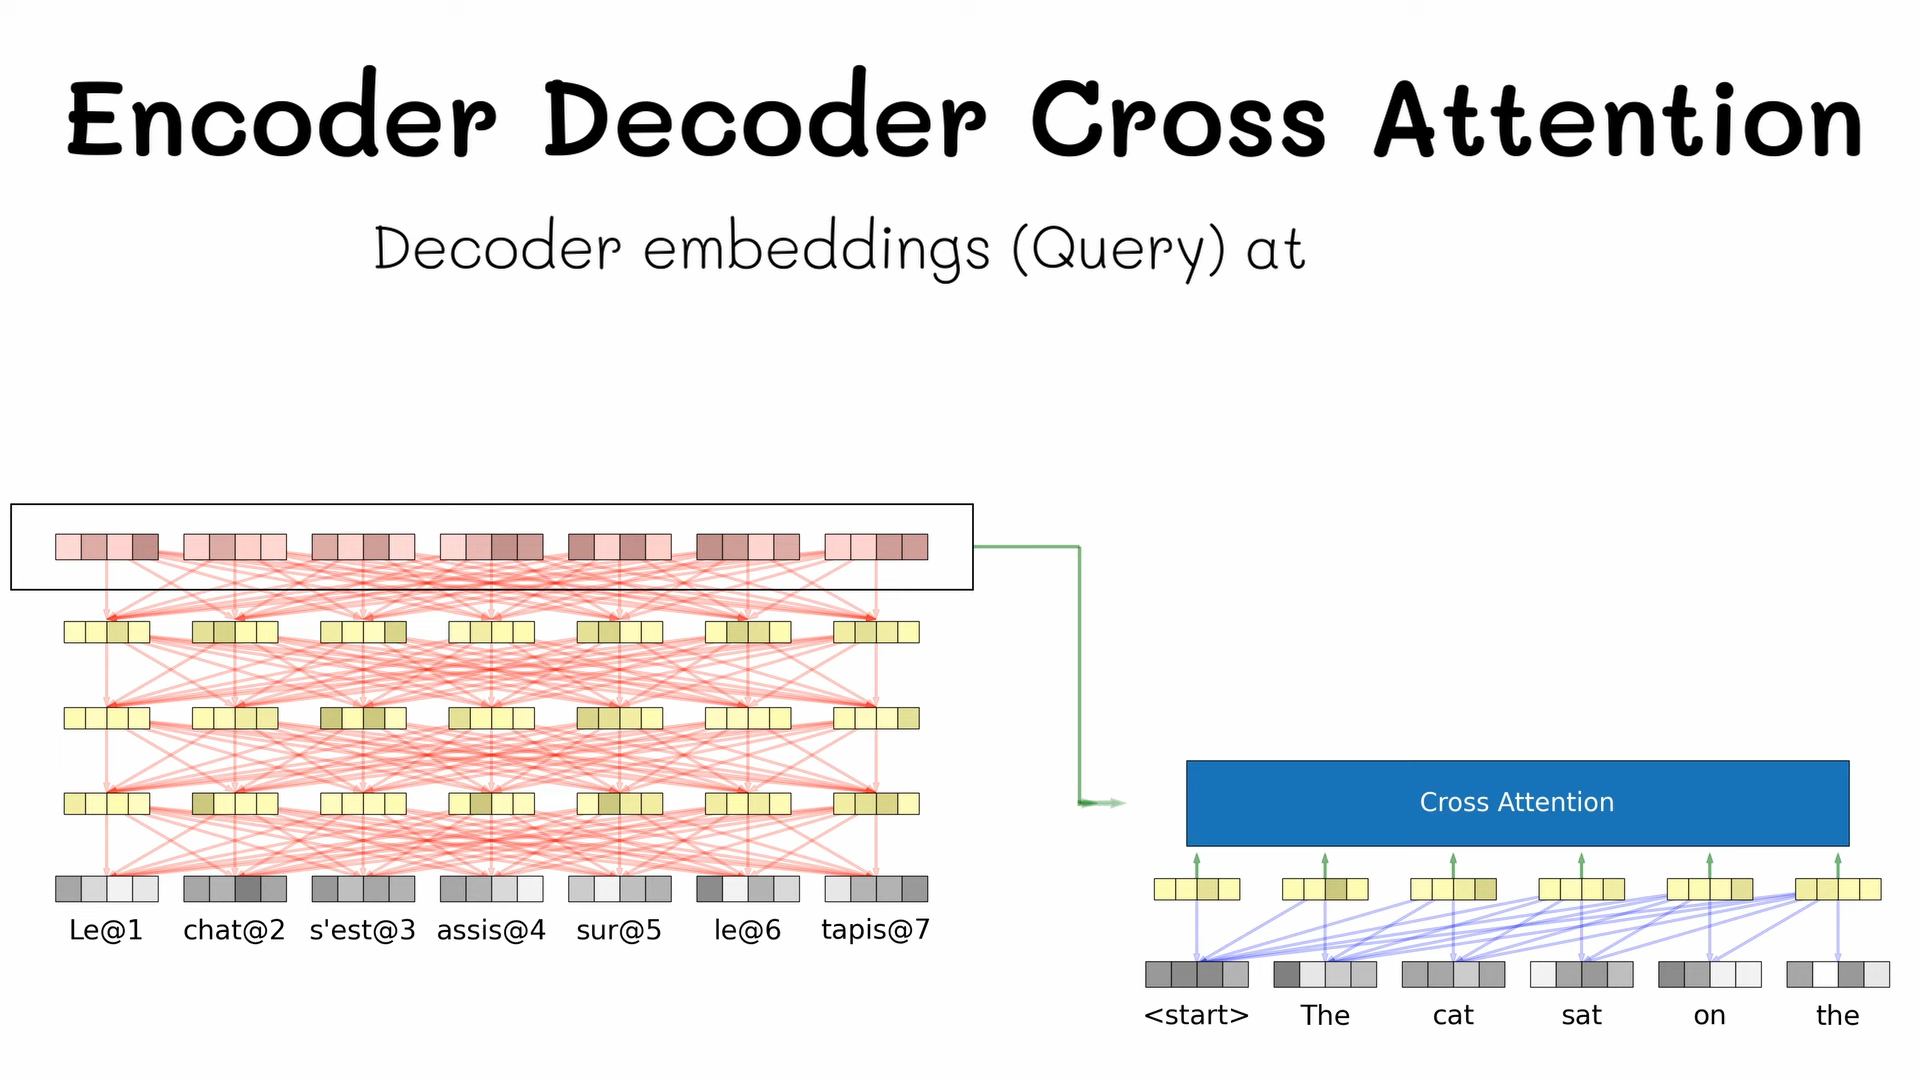 Encoder Decoder Cross Attention
Decoder embeddings (Query) at
Cross Attention
Le@1 chat@2 s'est@3 assis@4 sur@5 le@6 tapis@7
<start> The cat sat on the